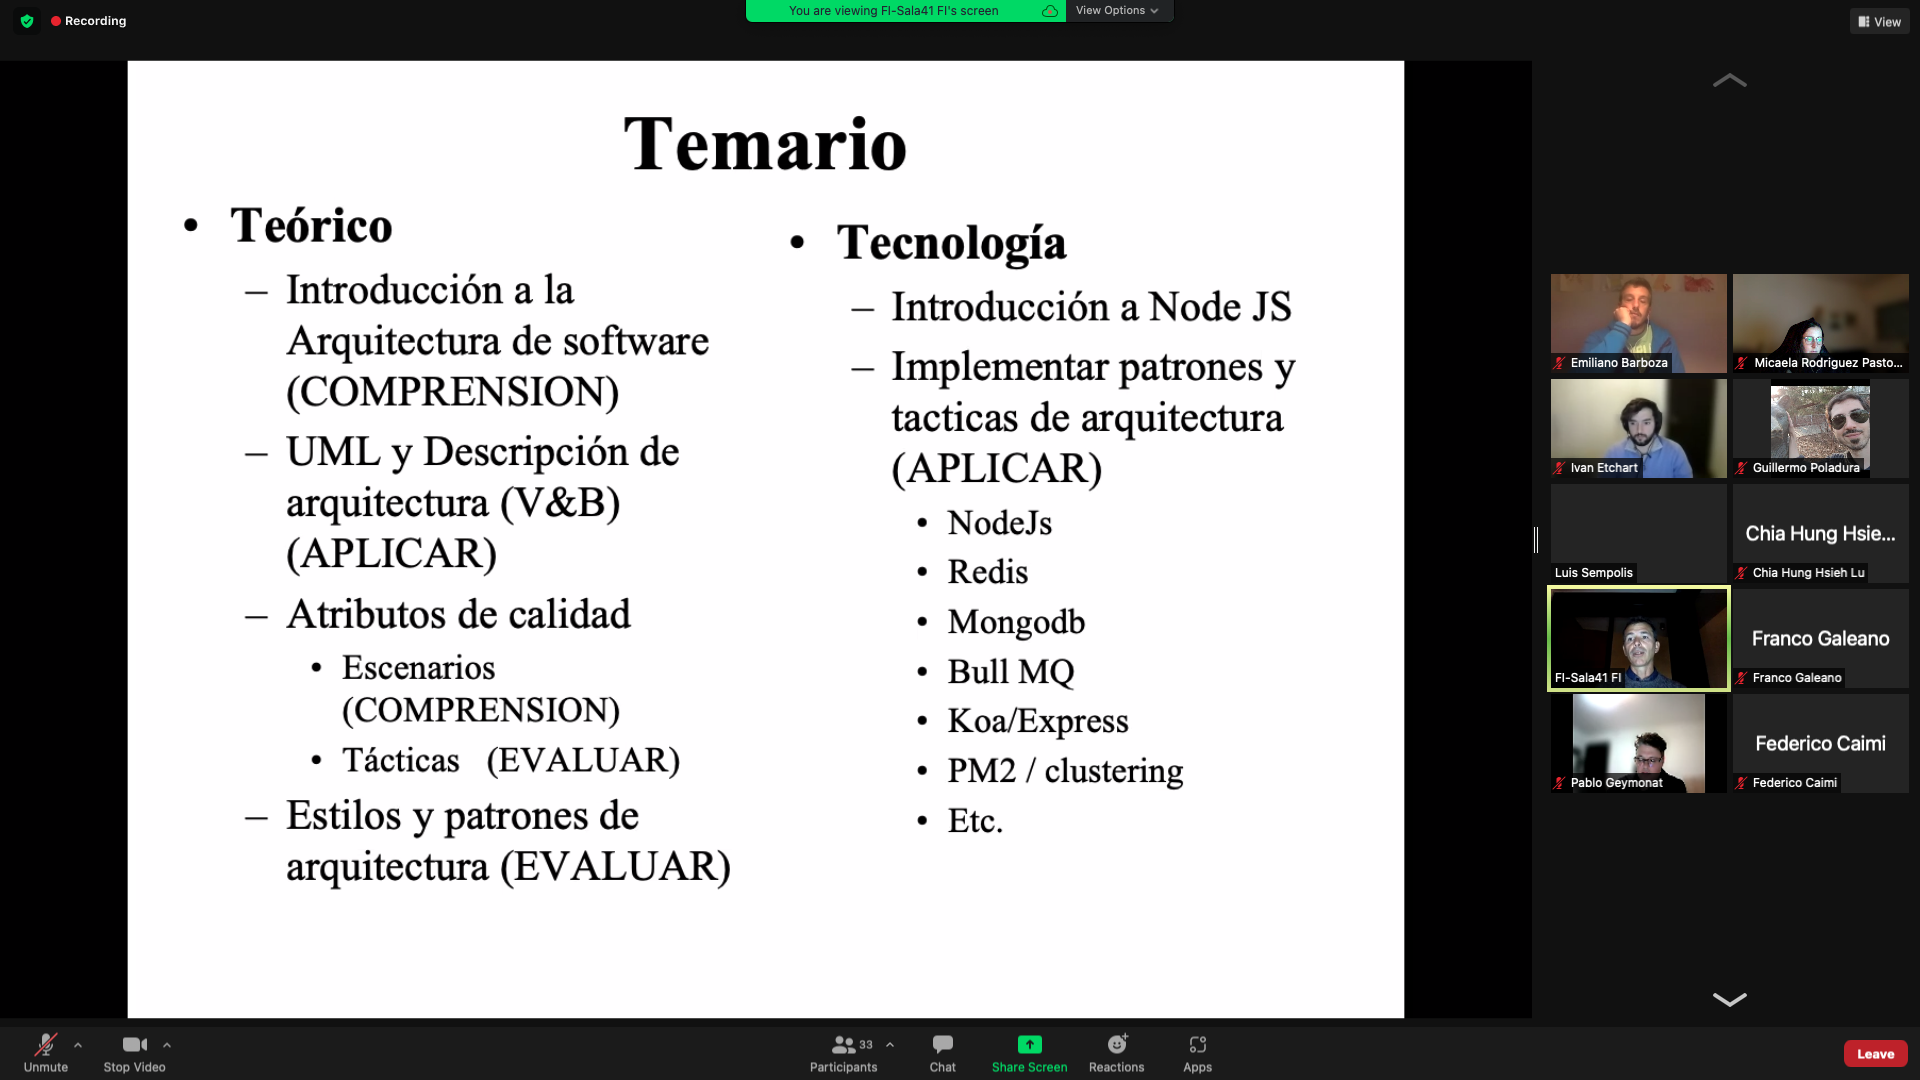 Recording
You are viewing FI-Sala41 FI's screen
View Options
View
Temario
• Teórico
– Introducción a la
Arquitectura de software
(COMPRENSION)
– UML y Descripción de
arquitectura (V&B)
(APLICAR)
– Atributos de calidad
• Escenarios
(COMPRENSION)
• Tácticas (EVALUAR)
– Estilos y patrones de
arquitectura (EVALUAR)
• Tecnología
– Introducción a Node JS
– Implementar patrones y
tacticas de arquitectura
(APLICAR)
• NodeJs
• Redis
• Mongodb
• Bull MQ
• Koa/Express
• PM2 / clustering
• Etc.
Emiliano Barboza
Micaela Rodriguez Pasto...
Ivan Etchart
Guillermo Poladura
Luis Sempolis
Chia Hung Hsie...
Chia Hung Hsieh Lu
FI-Sala41 FI
Franco Galeano
Franco Galeano
Pablo Geymonat
Federico Caimi
Federico Caimi
Unmute
Stop Video
33
Participants
Chat
Share Screen
Reactions
Apps
Leave